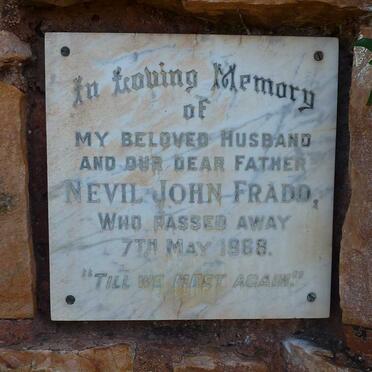 In Loving Memory
of
MY BELOVED HUSBAND
AND OUR DEAR FATHER
NEVIL JOHN FRADD,
WHO PASSED AWAY
7TH MAY 1968.
"TILL WE MEET AGAIN."